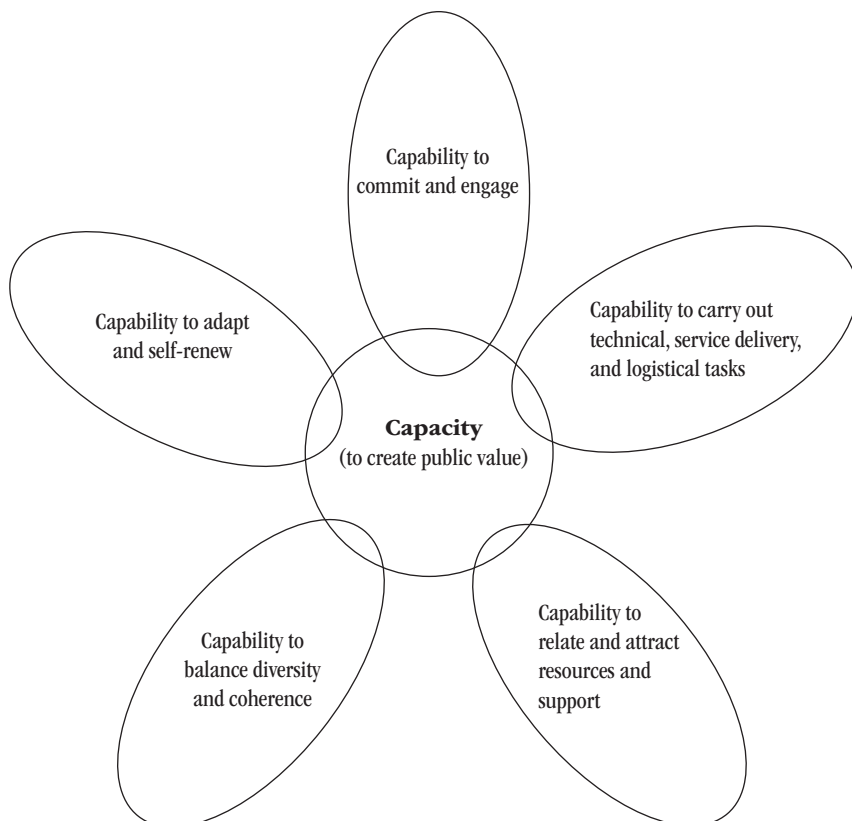 Capability to
commit and engage
Capability to adapt
and self-renew
Capability to carry out
technical, service delivery,
and logistical tasks
Capacity
(to create public value)
Capability to
balance diversity
and coherence
Capability to
relate and attract
resources and
support